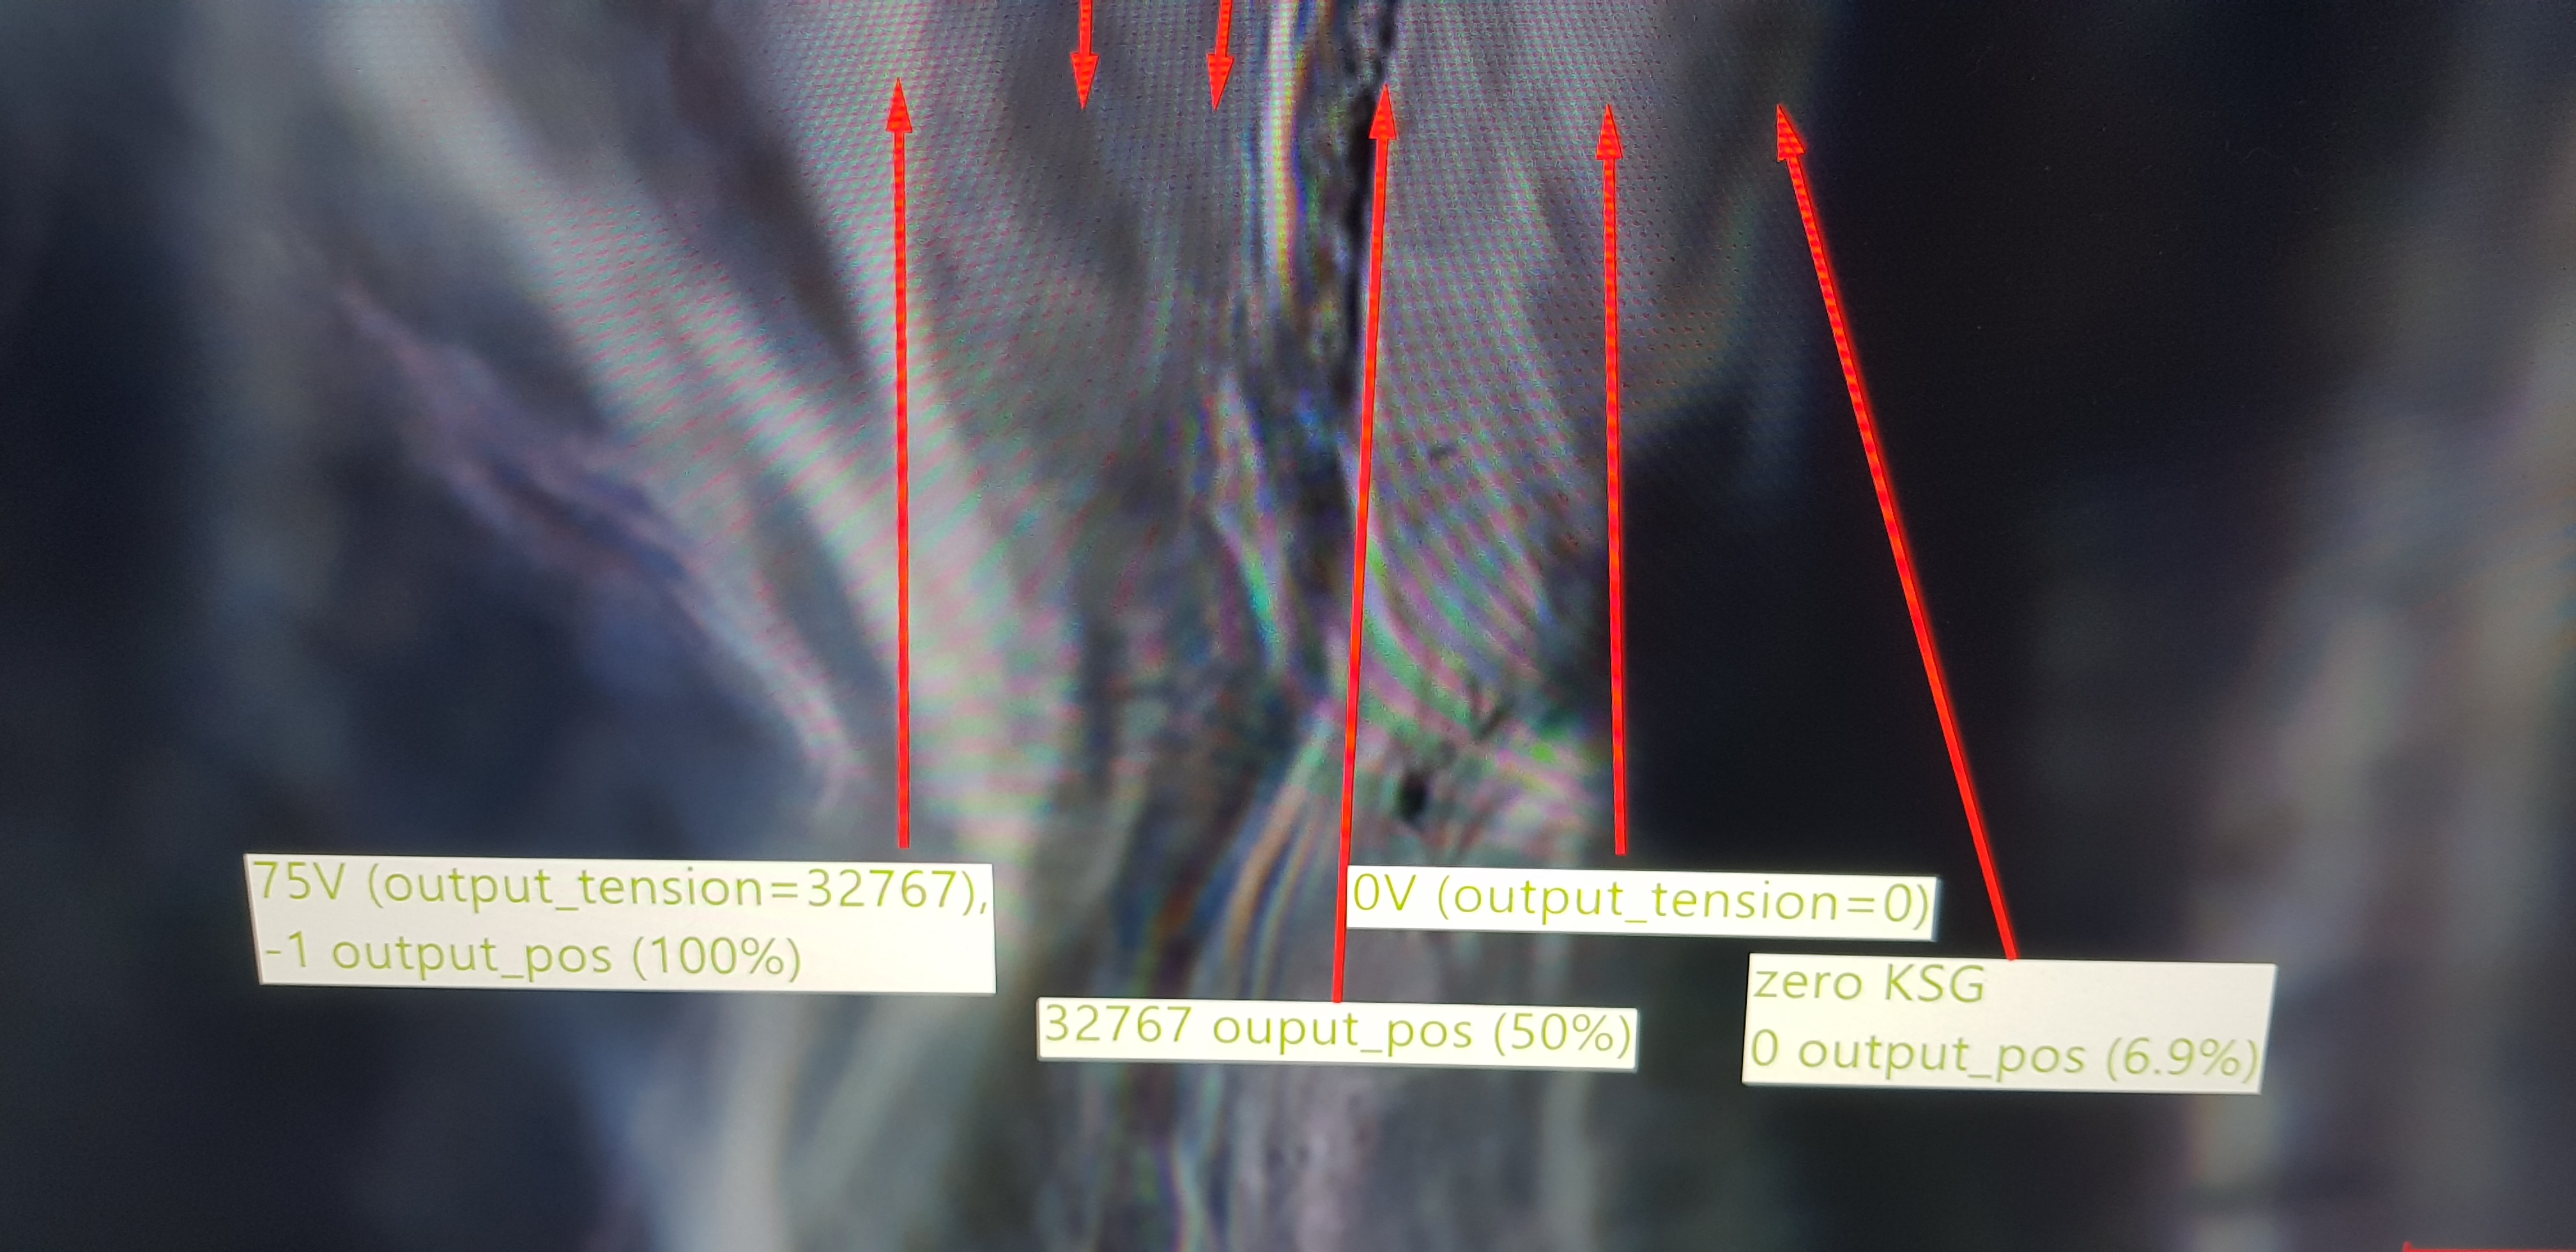 75V (output_tension=32767),
-1 output_pos (100%)
0V (output_tension=0)
32767 ouput_pos (50%)
zero KSG
0 output_pos (6.9%)